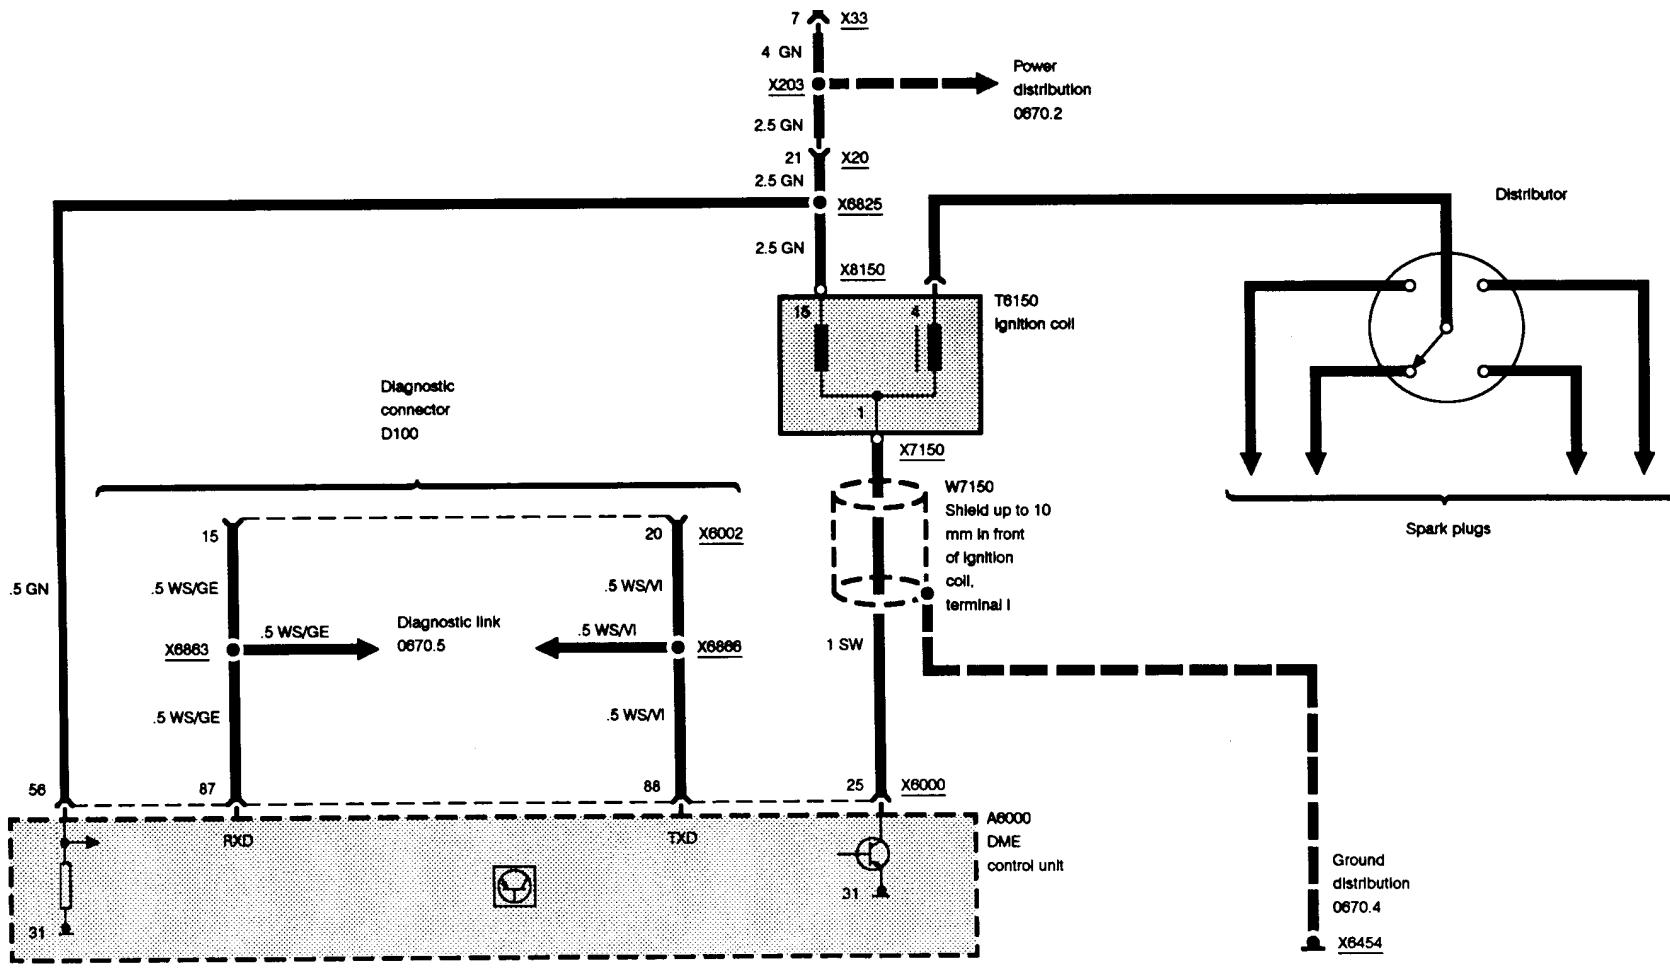 7 X33
4 GN
X203
Power
distribution
0670.2
2.5 GN
21 X20
2.5 GN
X6825
Distributor
2.5 GN
X8150
15 4
T6150
Ignition coil
1
X7150
Diagnostic
connector
D100
W7150
Shield up to 10
mm in front
of ignition
coil,
terminal I
Spark plugs
15 20 X6002
.5 GN
.5 WS/GE
.5 WS/VI
Diagnostic link
0670.5
.5 WS/GE
.5 WS/VI
X6863
X6866
1 SW
.5 WS/GE
.5 WS/VI
56 87 88 25 X6000
RXD TXD
A6000
DME
control unit
31
31
Ground
distribution
0670.4
X6454